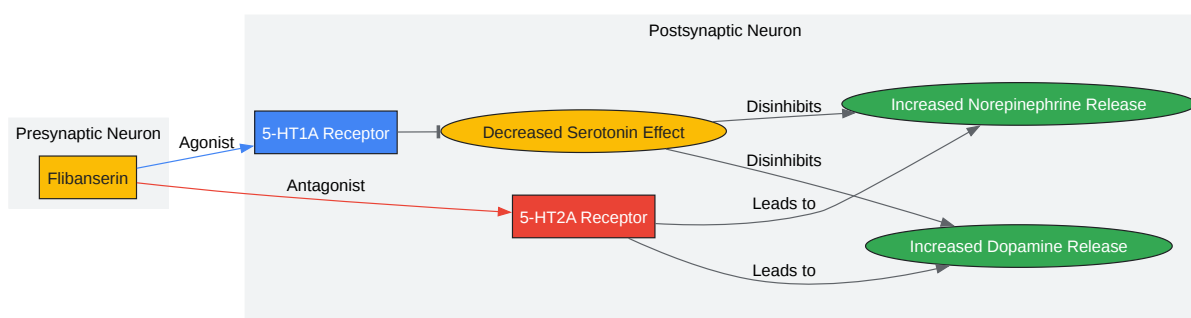 Postsynaptic Neuron
Presynaptic Neuron
Flibanserin
Agonist
Antagonist
5-HT1A Receptor
5-HT2A Receptor
Decreased Serotonin Effect
Disinhibits
Disinhibits
Leads to
Leads to
Increased Norepinephrine Release
Increased Dopamine Release